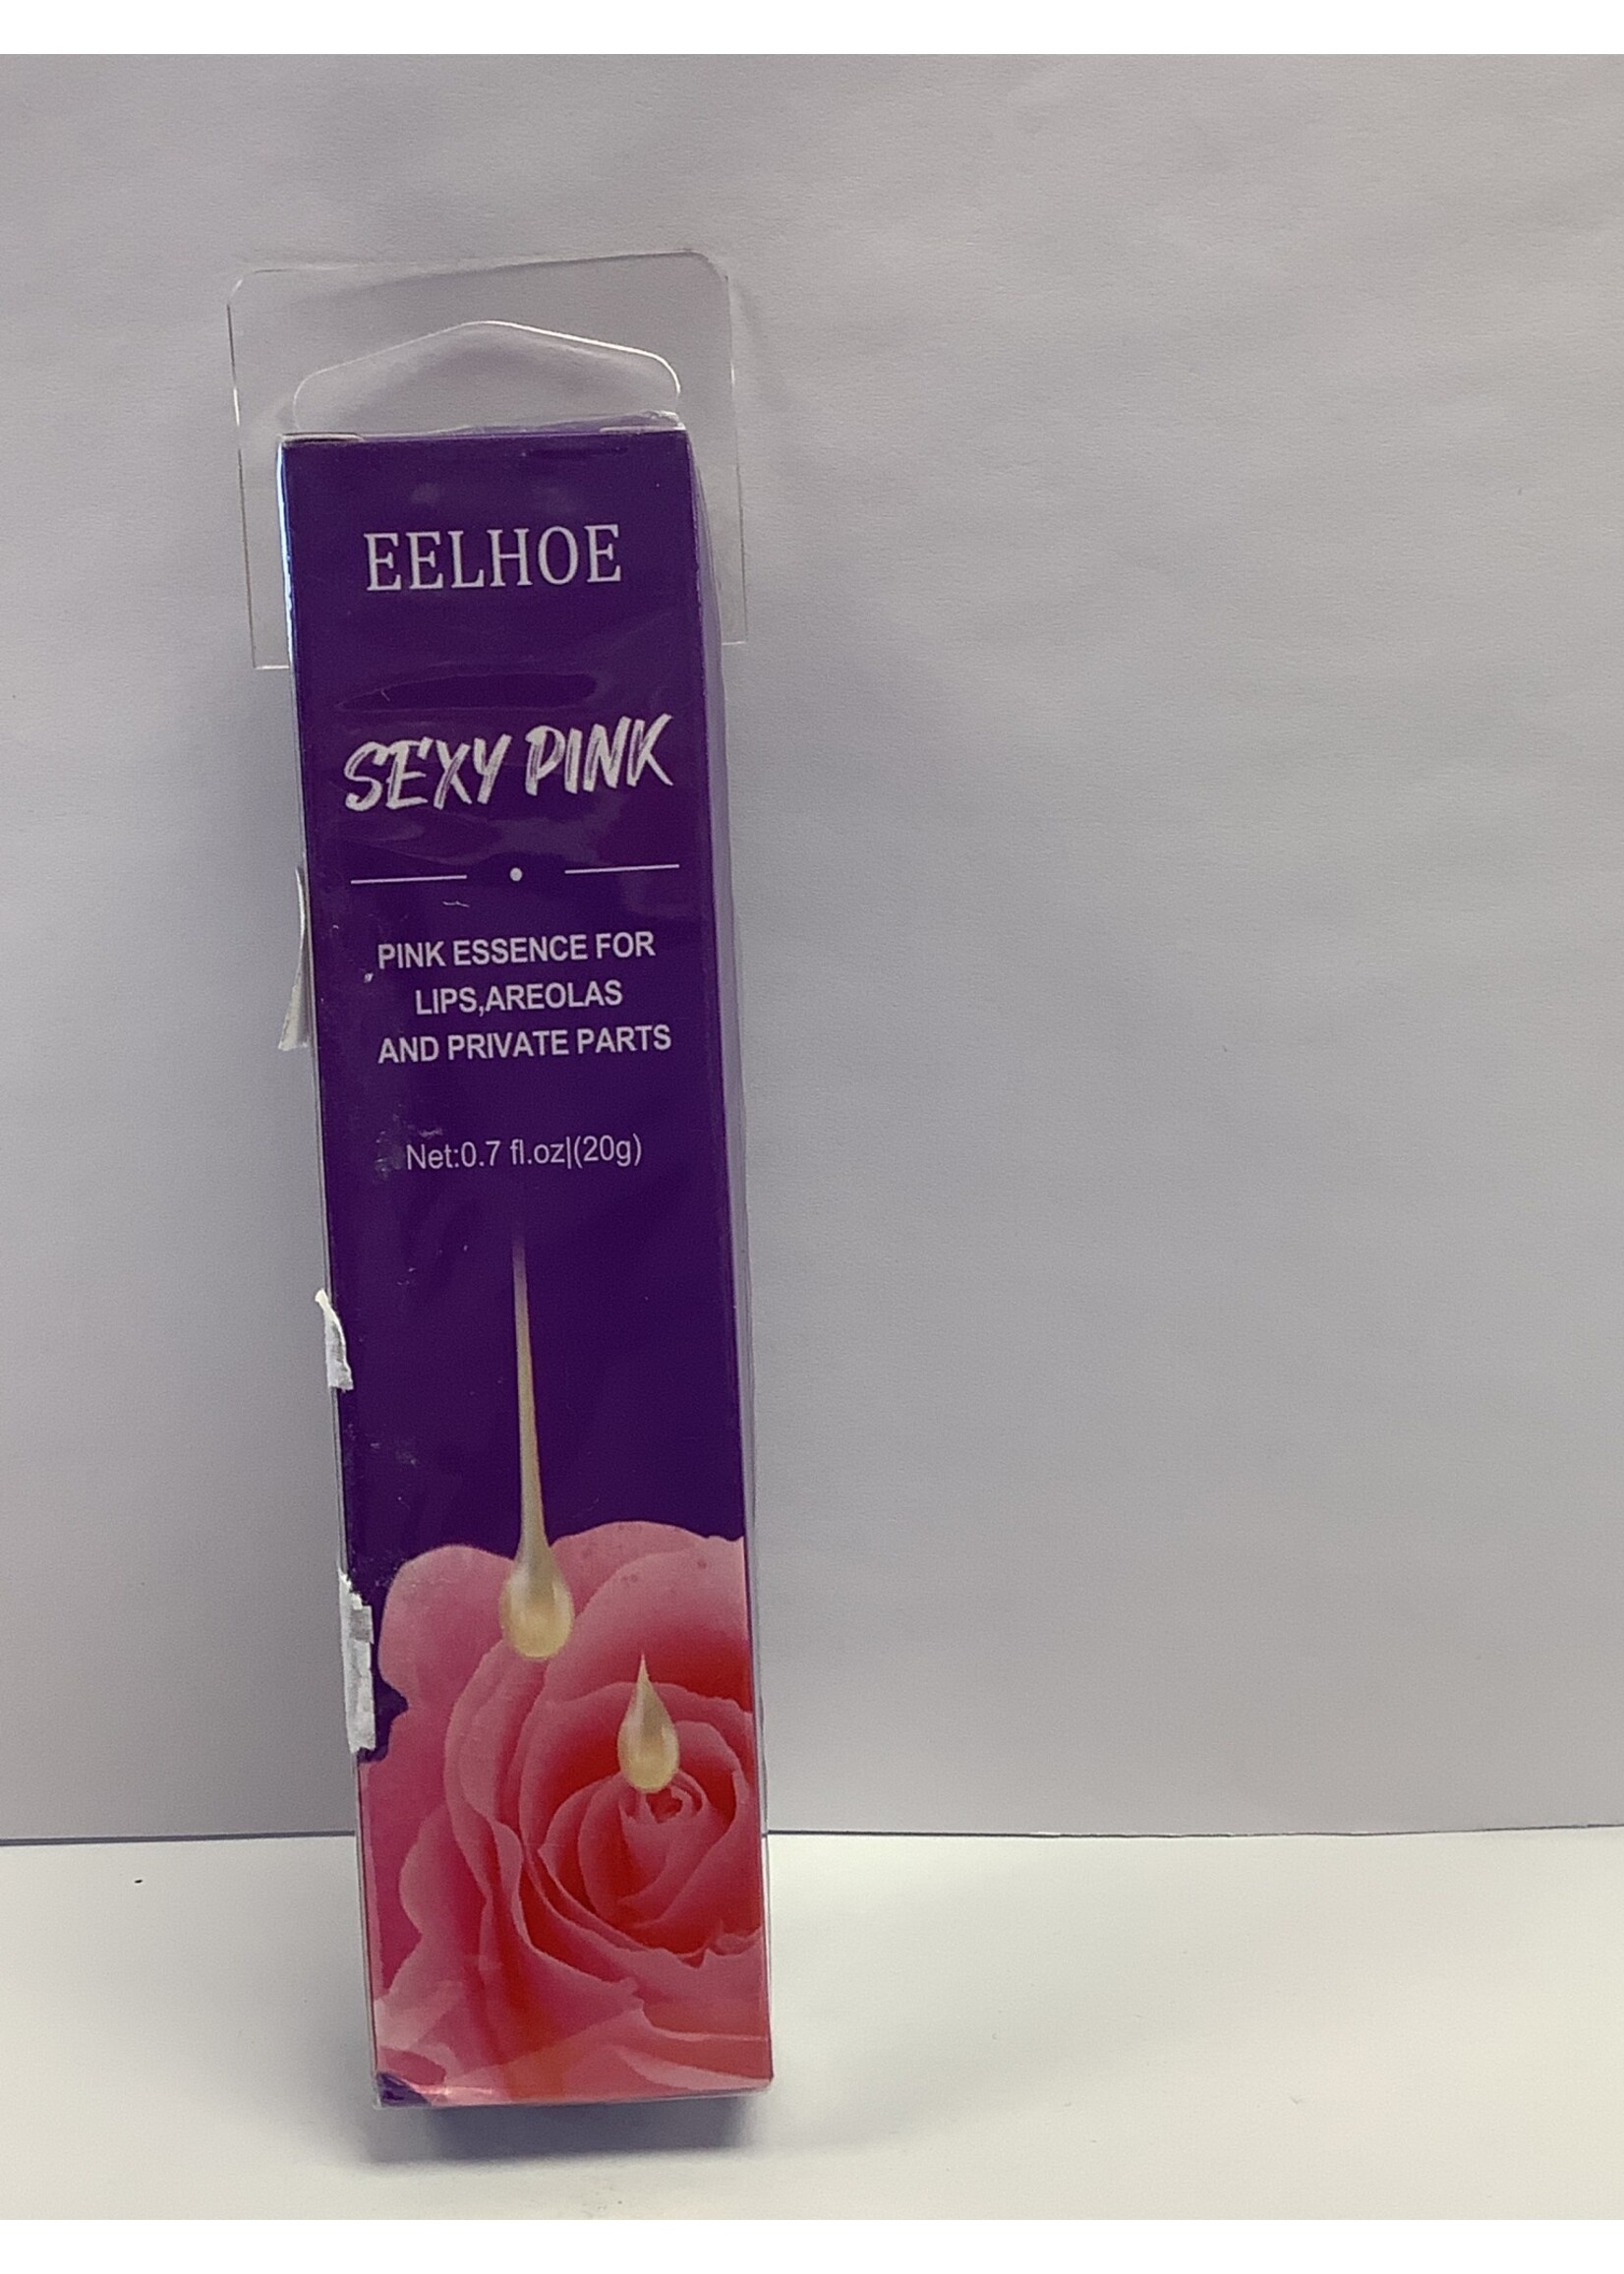 EELHOE
SEXY PINK
PINK ESSENCE FOR
LIPS,AREOLAS
AND PRIVATE PARTS
Net:0.7 fl.oz|(20g)